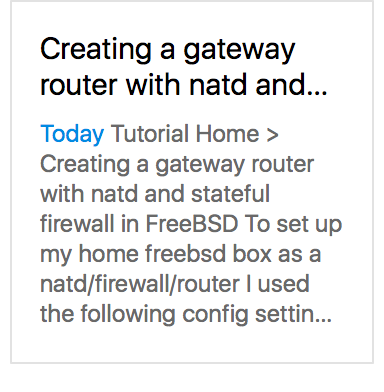 Creating a gateway
router with natd and...
Today Tutorial Home >
Creating a gateway router
with natd and stateful
firewall in FreeBSD To set up
my home freebsd box as a
natd/firewall/router I used
the following config settin...